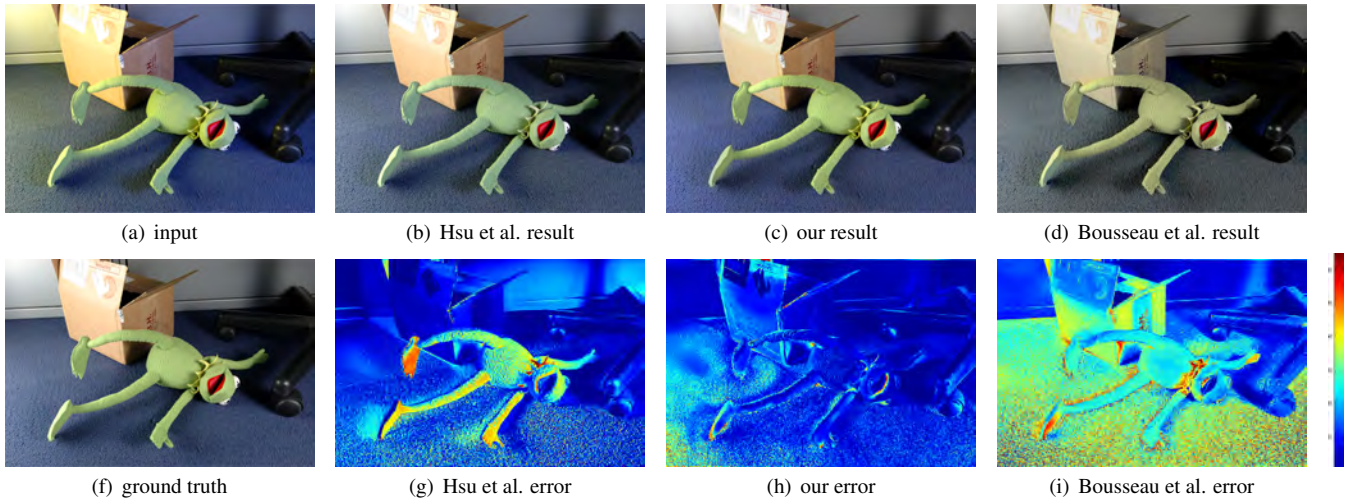 (a) input
(b) Hsu et al. result
(c) our result
(d) Bousseau et al. result
(f) ground truth
(g) Hsu et al. error
(h) our error
(i) Bousseau et al. error